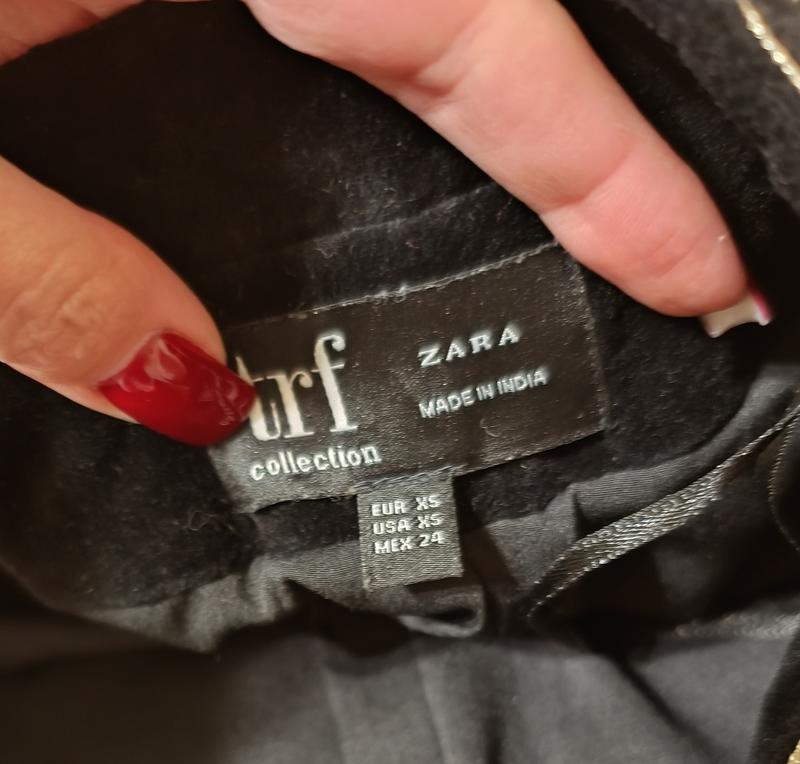 trf
collection
ZARA
MADE IN INDIA
EUR XS
USA XS
MEX 24